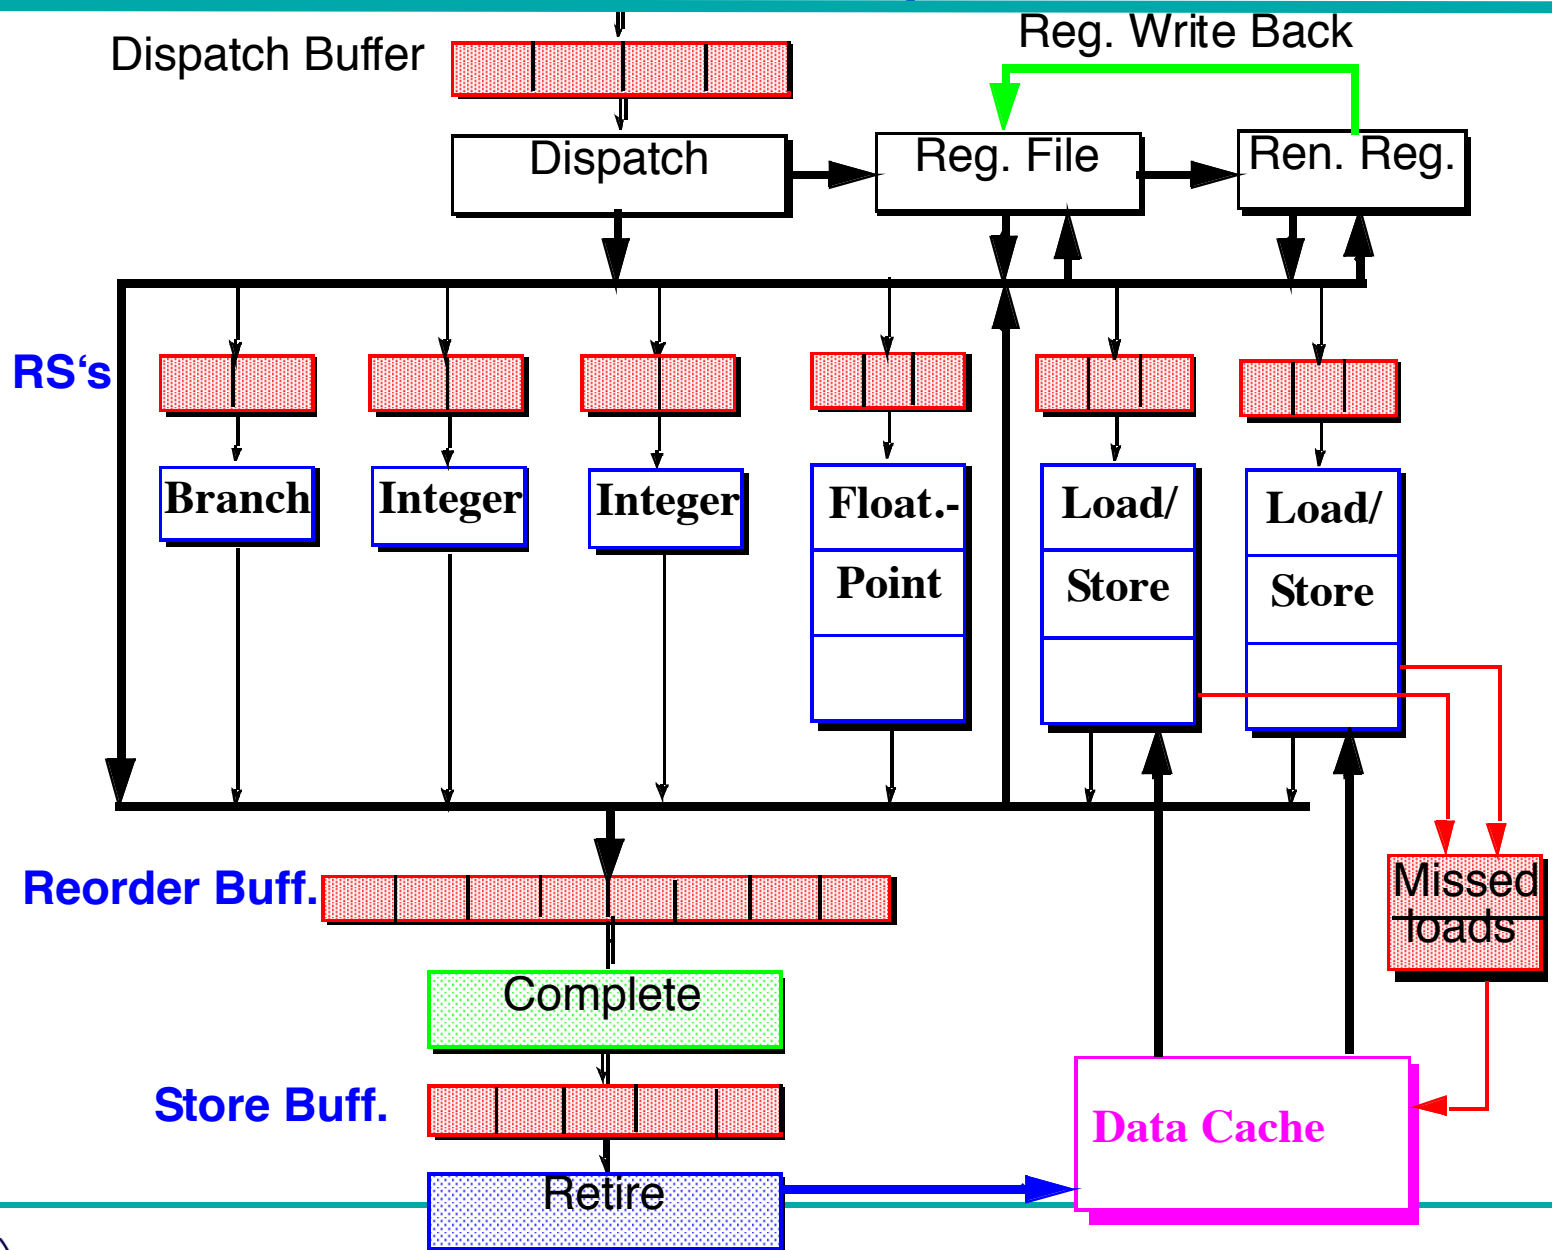 Reg. Write Back
Dispatch Buffer
Dispatch
Reg. File
Ren. Reg.
RS‘s
Branch
Integer
Integer
Float.-
Point
Load/
Store
Load/
Store
Reorder Buff.
Missed
loads
Complete
Store Buff.
Data Cache
Retire
)